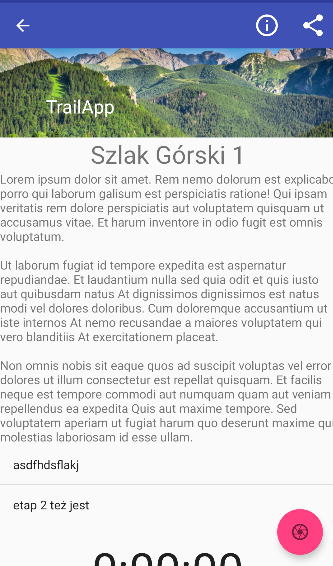 TrailApp
Szlak Górski 1
Lorem ipsum dolor sit amet. Rem nemo dolorum est explicabo
porro qui laborum galisum est perspiciatis ratione! Qui ipsam
veritatis rem dolore perspiciatis aut voluptatem quisquam ut
accusamus vitae. Et harum inventore in odio fugit est omnis
voluptatum.
Ut laborum fugiat id tempore expedita est aspernatur
repudiandae. Et laudantium nulla sed quia odit et quis iusto
aut quibusdam natus At dignissimos dignissimos est natus
modi vel dolores doloribus. Cum doloremque accusantium ut
iste internos At nemo recusandae a maiores voluptatem qui
vero blanditiis At exercitationem placeat.
Non omnis nobis sit eaque quos ad suscipit voluptas vel error
dolores ut illum consectetur est repellat quisquam. Et facilis
neque est tempore commodi aut numquam quam aut veniam
repellendus ea expedita Quis aut maxime tempore. Sed
voluptatem aperiam ut fugiat harum quo deserunt maxime qui
molestias laboriosam id esse ullam.
asdfhdsflakj
etap 2 też jest
0:00:00